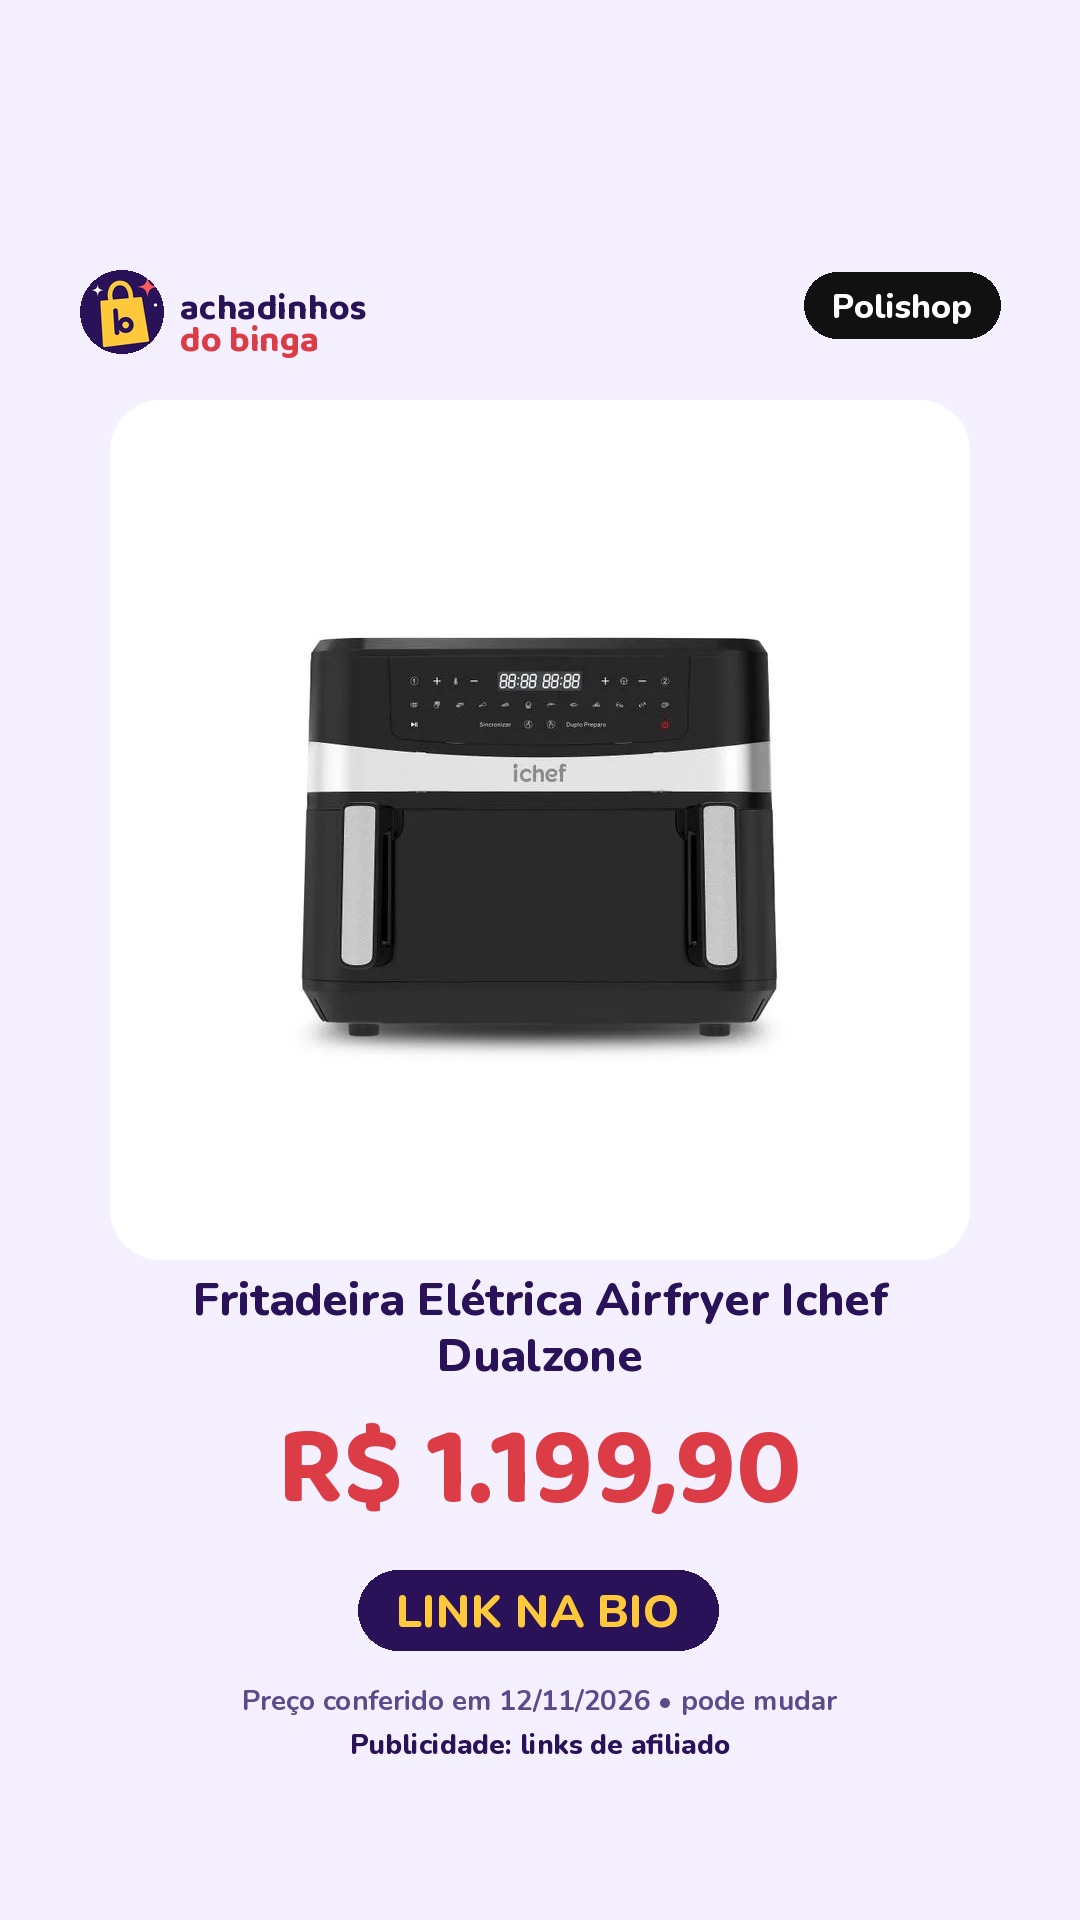 achadinhos
do binga
Polishop
88:88 88:88
Sincronizar
Duplo Preparo
ichef
Fritadeira Elétrica Airfryer Ichef
Dualzone
R$ 1.199,90
LINK NA BIO
Preço conferido em 12/11/2026 • pode mudar
Publicidade: links de afiliado